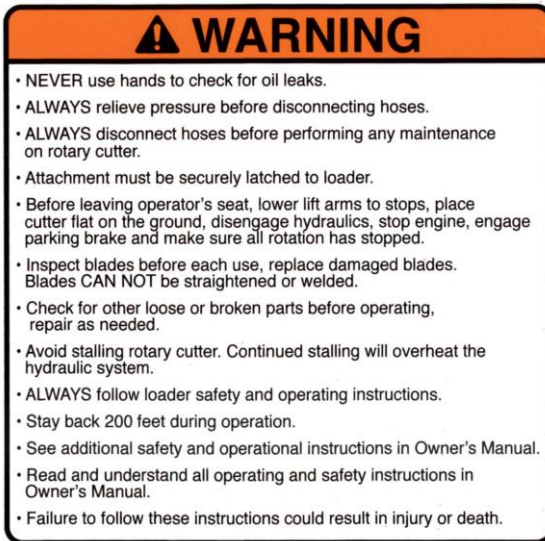 WARNING
• NEVER use hands to check for oil leaks.
• ALWAYS relieve pressure before disconnecting hoses.
• ALWAYS disconnect hoses before performing any maintenance
on rotary cutter.
• Attachment must be securely latched to loader.
• Before leaving operator's seat, lower lift arms to stops, place
cutter flat on the ground, disengage hydraulics, stop engine, engage
parking brake and make sure all rotation has stopped.
• Inspect blades before each use, replace damaged blades.
Blades CAN NOT be straightened or welded.
• Check for other loose or broken parts before operating,
repair as needed.
• Avoid stalling rotary cutter. Continued stalling will overheat the
hydraulic system.
• ALWAYS follow loader safety and operating instructions.
• Stay back 200 feet during operation.
• See additional safety and operational instructions in Owner's Manual.
• Read and understand all operating and safety instructions in
Owner's Manual.
• Failure to follow these instructions could result in injury or death.